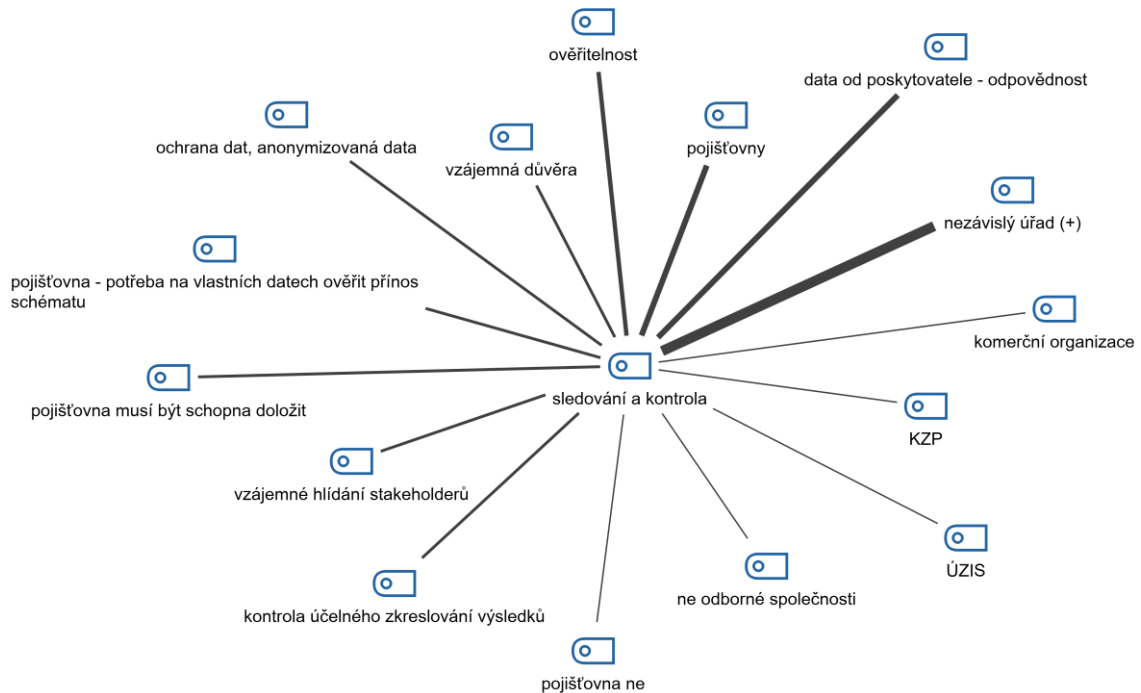 ověřitelnost
data od poskytovatele - odpovědnost
ochrana dat, anonymizovaná data
vzájemná důvěra
pojišťovny
nezávislý úřad (+)
pojišťovna - potřeba na vlastních datech ověřit přínos
schématu
komerční organizace
pojišťovna musí být schopna doložit
sledování a kontrola
KZP
vzájemné hlídání stakeholderů
ÚZIS
kontrola účelného zkreslování výsledků
ne odborné společnosti
pojišťovna ne